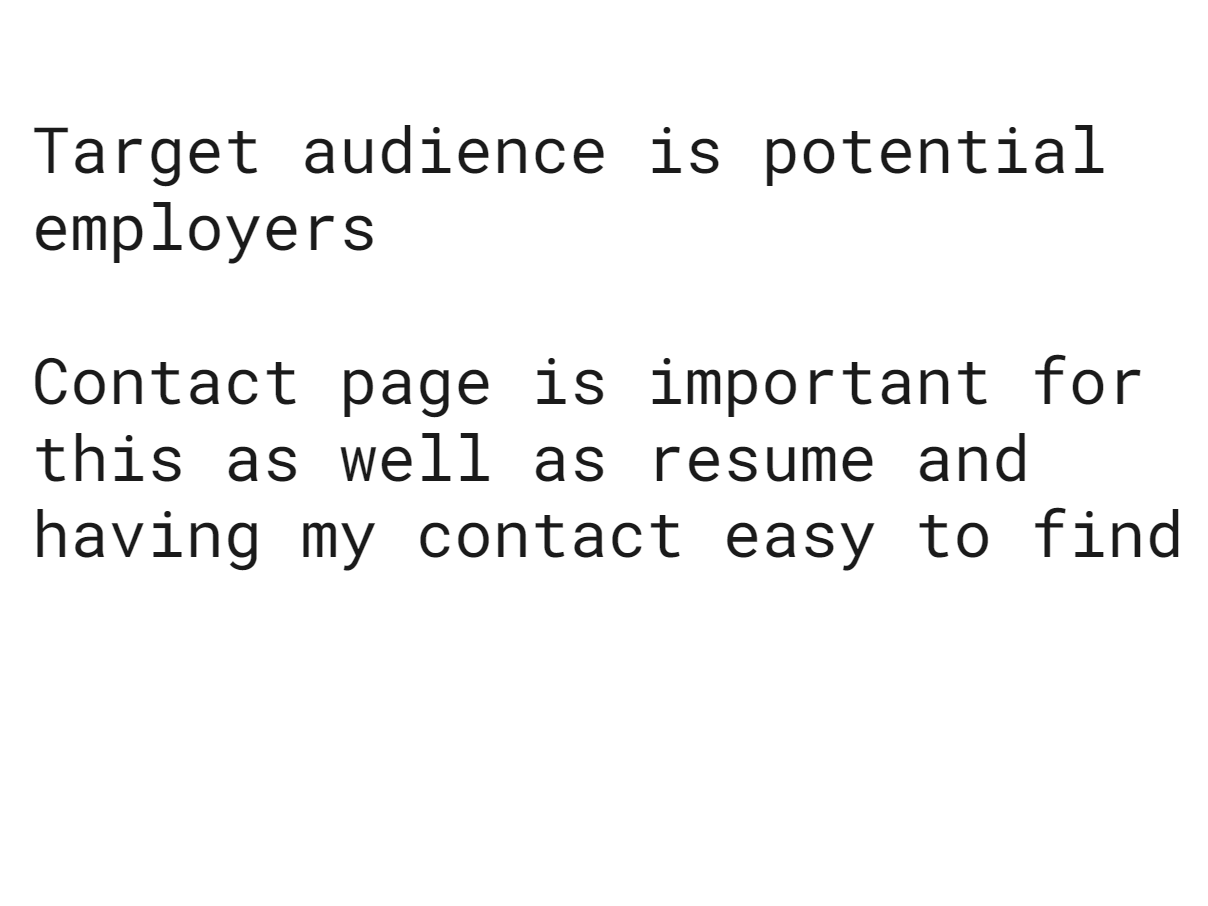 Target audience is potential
employers
Contact page is important for
this as well as resume and
having my contact easy to find